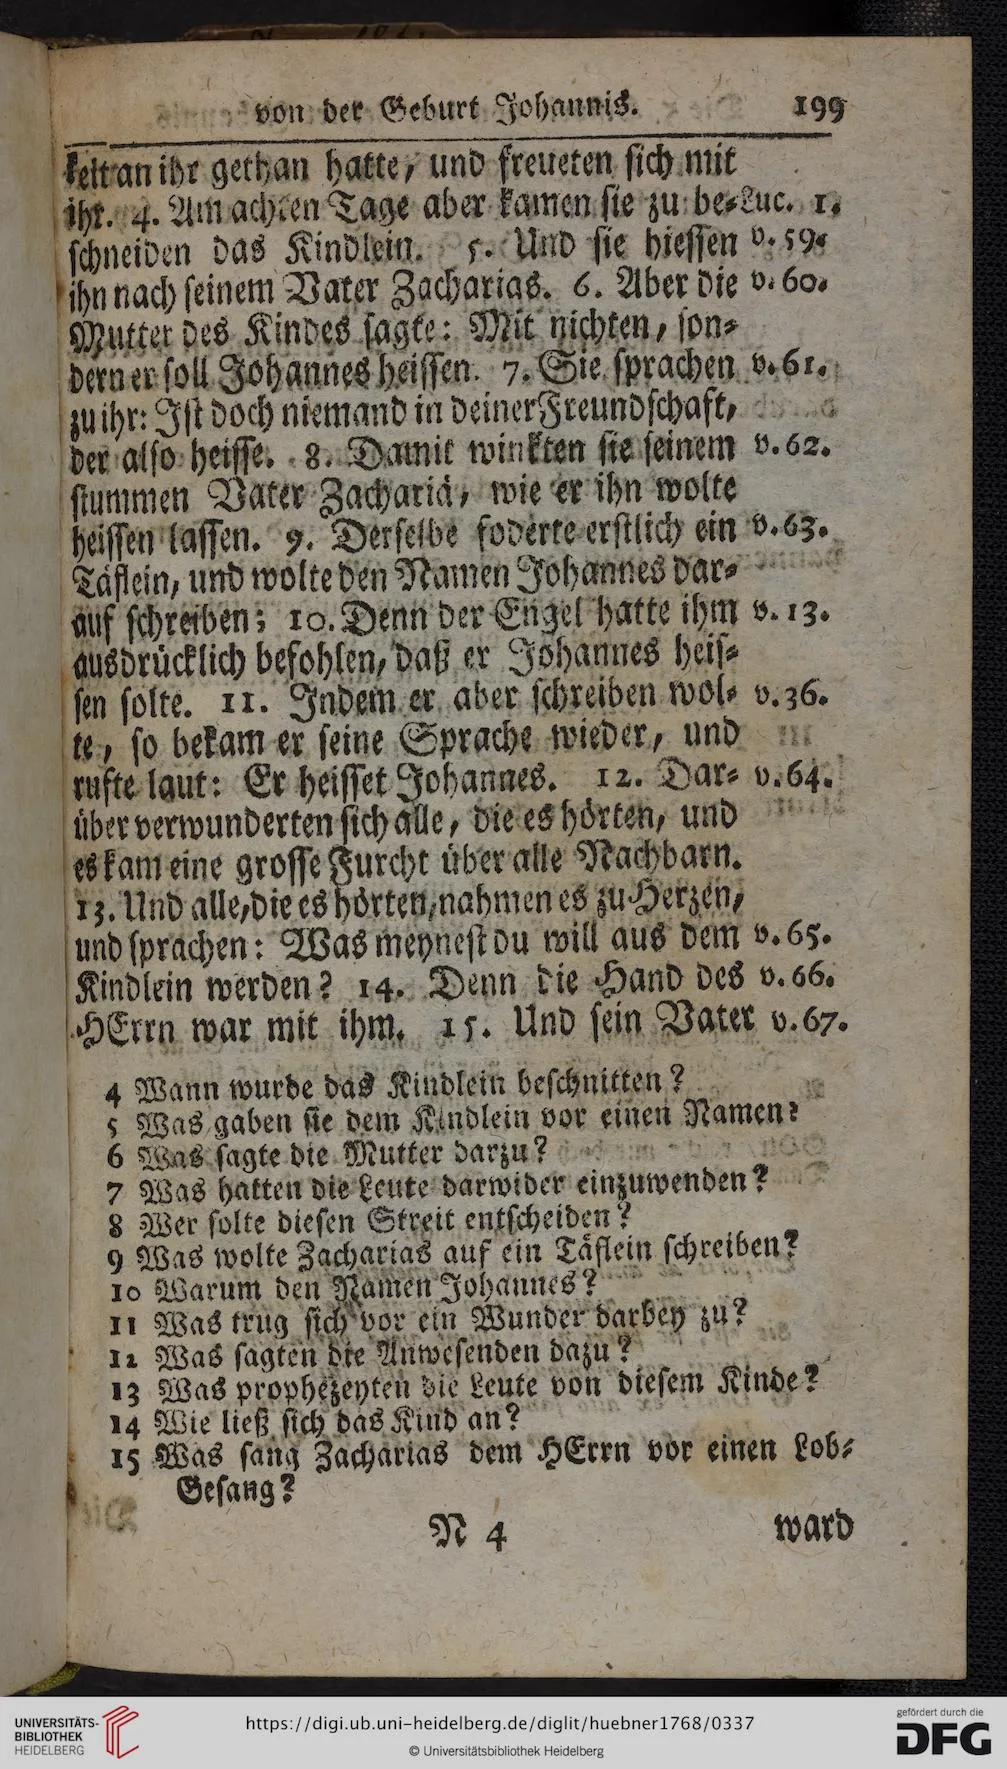 von der Geburt Johannis. 199
keit an ihr gethan hatte, und freueten sich mit
ihr. 4. Am achten Tage aber kamen sie zu be⸗ Luc. 1,
schneiden das Kindlein. 5. Und sie hiessen v. 59.
ihn nach seinem Vater Zacharias. 6. Aber die v. 60.
Mutter des Kindes sagte: Mit nichten, son⸗
dern er soll Johannes heissen. 7. Sie sprachen v. 61.
zu ihr: Ist doch niemand in deiner Freundschaft,
der also heisse. 8. Damit winkten sie seinem v. 62.
stummen Vater Zachariä, wie er ihn wolte
heissen lassen. 9. Derselbe foderte erstlich ein v. 63.
Täflein, und wolte den Namen Johannes dar⸗
auf schreiben; 10. Denn der Engel hatte ihm v. 13.
ausdrücklich befohlen, daß er Johannes heis⸗
sen solte. 11. Indem er aber schreiben wol⸗ v. 36.
te, so bekam er seine Sprache wieder, und
rufte laut: Er heisset Johannes. 12. Dar⸗ v. 64.
über verwunderten sich alle, die es hörten, und
es kam eine grosse Furcht über alle Nachbarn.
13. Und alle, die es hörten, nahmen es zu Herzen,
und sprachen: Was meynest du will aus dem v. 65.
Kindlein werden? 14. Denn die Hand des v. 66.
HErrn war mit ihm. 15. Und sein Vater v. 67.
4 Wann wurde das Kindlein beschnitten?
5 Was gaben sie dem Kindlein vor einen Namen?
6 Was sagte die Mutter darzu?
7 Was hatten die Leute darwider einzuwenden?
8 Wer solte diesen Streit entscheiden?
9 Was wolte Zacharias auf ein Täflein schreiben?
10 Warum den Namen Johannes?
11 Was trug sich vor ein Wunder darbey zu?
12 Was sagten die Anwesenden dazu?
13 Was prophezeyten die Leute von diesem Kinde?
14 Wie ließ sich das Kind an?
15 Was sang Zacharias dem HErrn vor einen Lob⸗
Gesang?
N 4 ward
UNIVERSITÄTS-
BIBLIOTHEK
HEIDELBERG
https://digi.ub.uni-heidelberg.de/diglit/huebner1768/0337
© Universitätsbibliothek Heidelberg
gefördert durch die
DFG